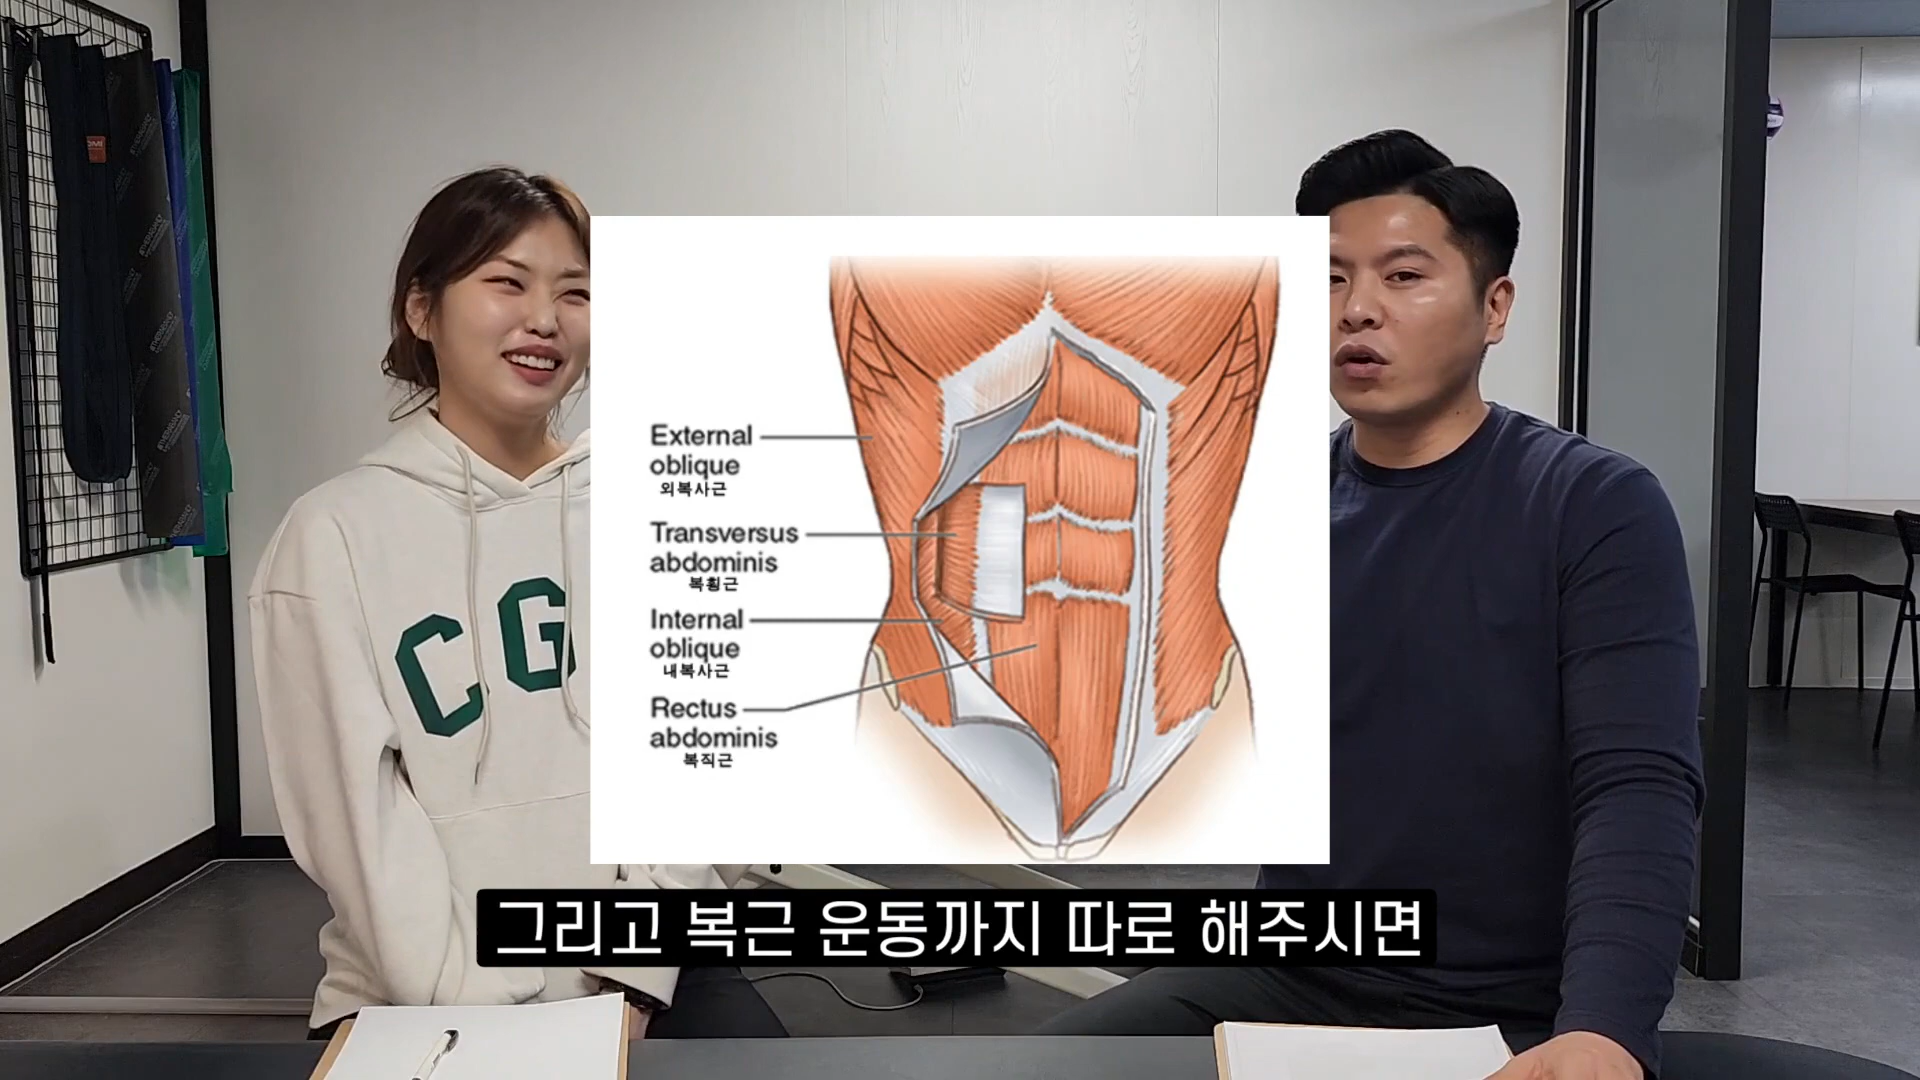 External
oblique
외복사근
Transversus
abdominis
복횡근
Internal
oblique
내복사근
Rectus
abdominis
복직근
CG
그리고 복근 운동까지 따로 해주시면